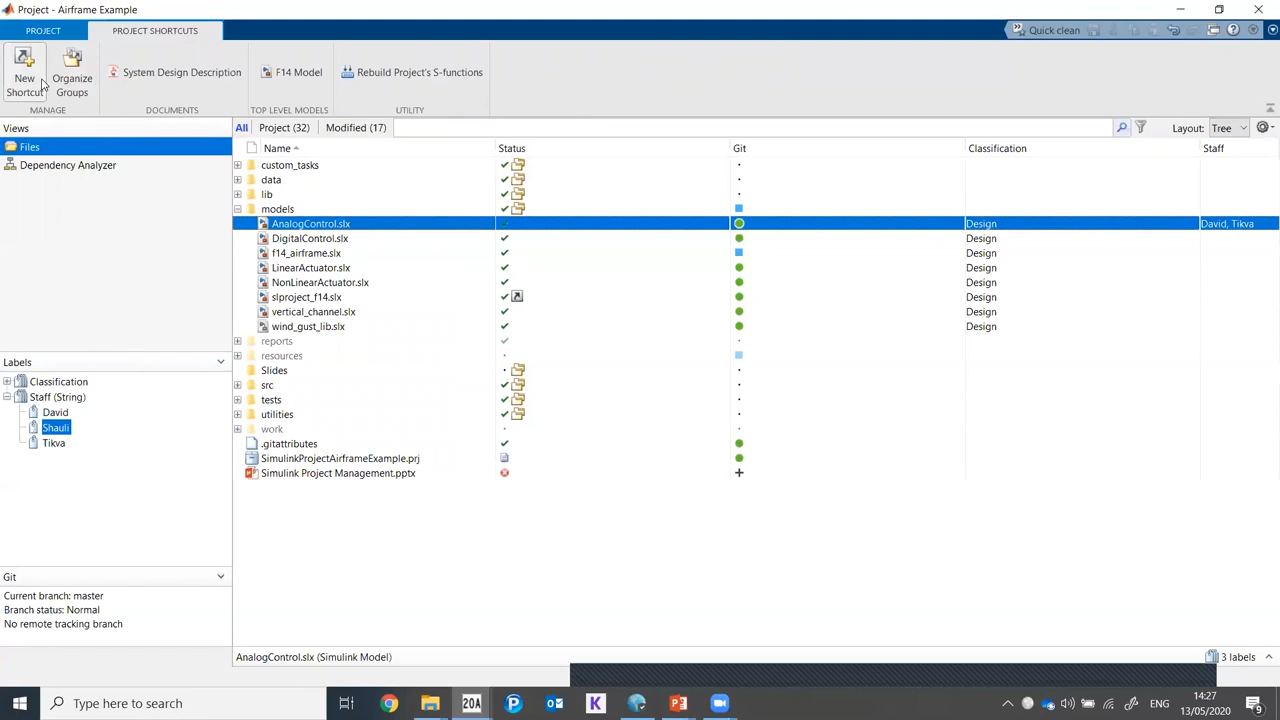 Project - Airframe Example
PROJECT
PROJECT SHORTCUTS
Quick clean
New
Shortcut
Organize
Groups
System Design Description
F14 Model
Rebuild Project's S-functions
MANAGE
DOCUMENTS
TOP LEVEL MODELS
UTILITY
Views
All
Project (32)
Modified (17)
Layout:
Tree
Files
Dependency Analyzer
Name
Status
Git
Classification
Staff
custom_tasks
data
lib
models
AnalogControl.slx
Design
David, Tikva
DigitalControl.slx
Design
f14_airframe.slx
Design
LinearActuator.slx
Design
NonLinearActuator.slx
Design
slproject_f14.slx
Design
vertical_channel.slx
Design
wind_gust_lib.slx
Design
reports
resources
Slides
src
tests
utilities
work
.gitattributes
SimulinkProjectAirframeExample.prj
Simulink Project Management.pptx
Labels
Classification
Staff (String)
David
Shauli
Tikva
Git
Current branch: master
Branch status: Normal
No remote tracking branch
AnalogControl.slx (Simulink Model)
3 labels
Type here to search
20A
P
K
ENG
14:27
13/05/2020
9